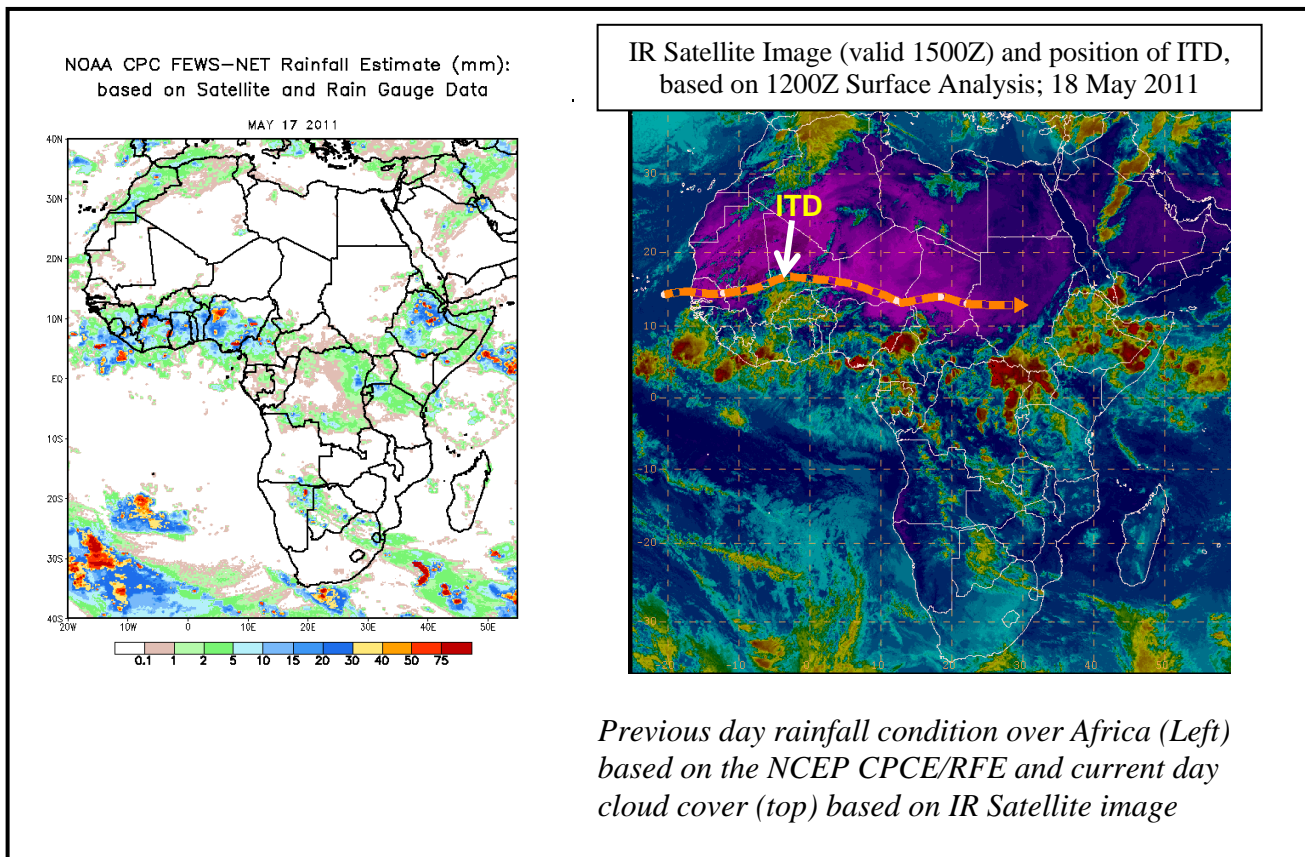 NOAA CPC FEWS-NET Rainfall Estimate (mm):
based on Satellite and Rain Gauge Data
MAY 17 2011
40N
30N
20N
10N
EQ
10S
20S
30S
40S
20W 10W 0 10E 20E 30E 40E 50E
0.1 1 2 5 10 15 20 30 40 50 75
IR Satellite Image (valid 1500Z) and position of ITD,
based on 1200Z Surface Analysis; 18 May 2011
ITD
30
20
10
0
-10
-20
-30
-20 -10 0 10 20 30 40 50
Previous day rainfall condition over Africa (Left)
based on the NCEP CPCE/RFE and current day
cloud cover (top) based on IR Satellite image